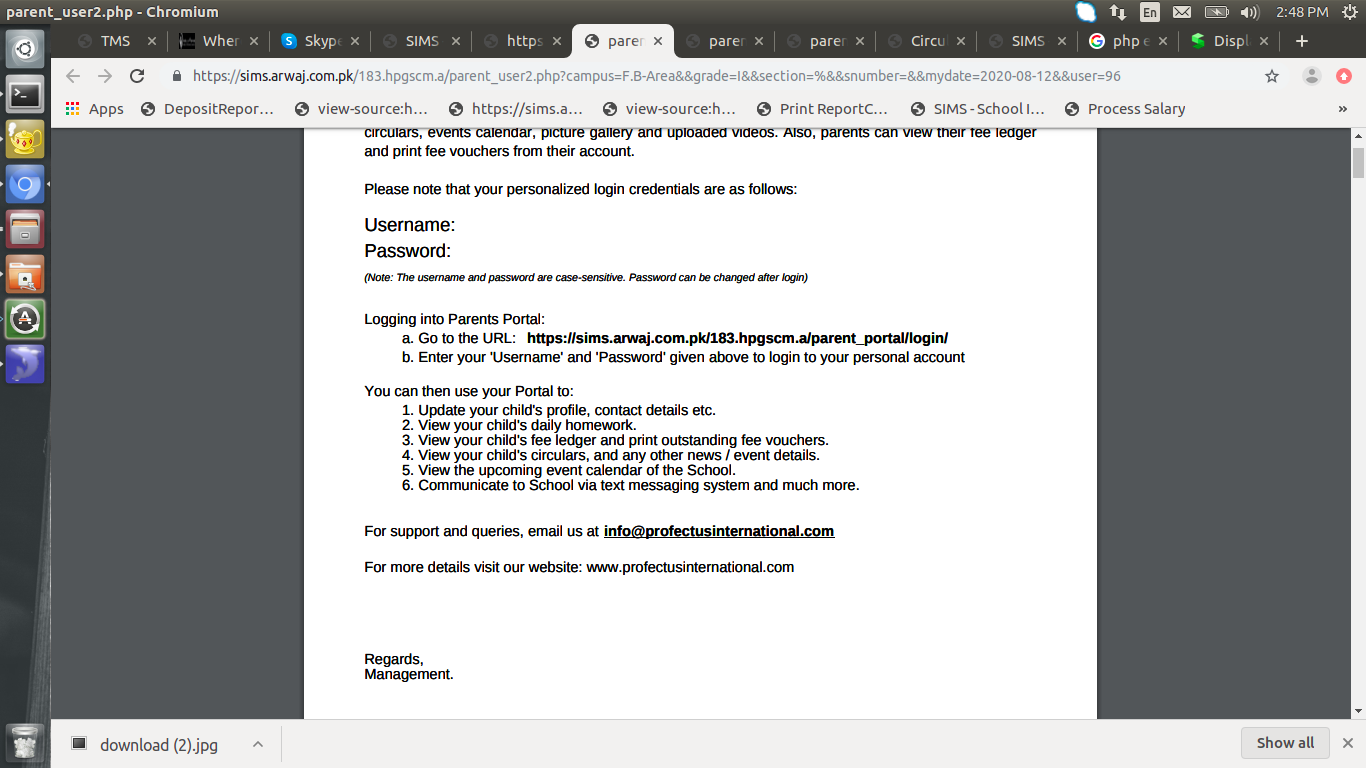 parent_user2.php - Chromium
En
2:48 PM
TMS
Wher
Skype
SIMS
https
paren
paren
paren
Circul
SIMS
php e
Displ
https://sims.arwaj.com.pk/183.hpgscm.a/parent_user2.php?campus=F.B-Area&&grade=I&&section=%&&snumber=&&mydate=2020-08-12&&user=96
Apps
DepositRepor...
view-source:h...
https://sims.a...
view-source:h...
Print ReportC...
SIMS - School I...
Process Salary
»
circulars, events calendar, picture gallery and uploaded videos. Also, parents can view their fee ledger
and print fee vouchers from their account.
Please note that your personalized login credentials are as follows:
Username:
Password:
(Note: The username and password are case-sensitive. Password can be changed after login)
Logging into Parents Portal:
a. Go to the URL: https://sims.arwaj.com.pk/183.hpgscm.a/parent_portal/login/
b. Enter your 'Username' and 'Password' given above to login to your personal account
You can then use your Portal to:
1. Update your child's profile, contact details etc.
2. View your child's daily homework.
3. View your child's fee ledger and print outstanding fee vouchers.
4. View your child's circulars, and any other news / event details.
5. View the upcoming event calendar of the School.
6. Communicate to School via text messaging system and much more.
For support and queries, email us at info@profectusinternational.com
For more details visit our website: www.profectusinternational.com
Regards,
Management.
download (2).jpg
Show all